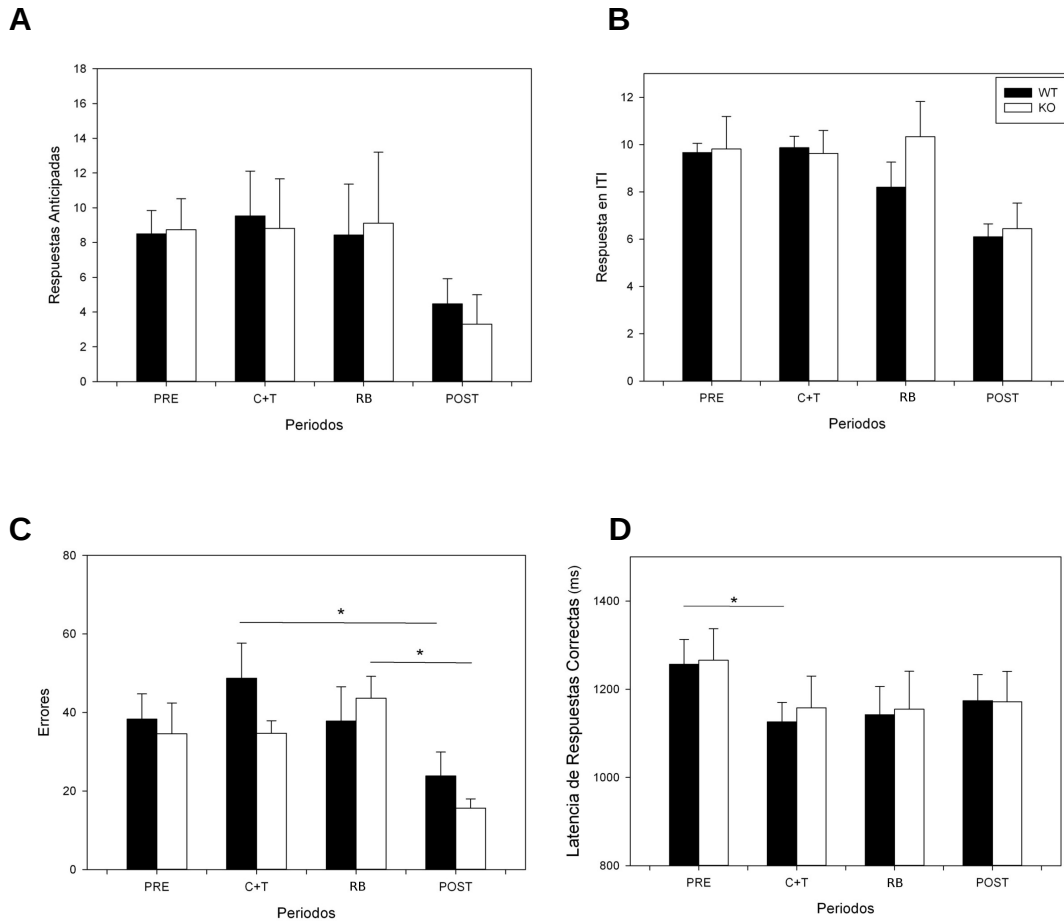 A
18
16
14
12
10
8
6
4
2
0
Respuestas Anticipadas
PRE
C+T
RB
POST
Periodos
B
12
10
8
6
4
2
0
Respuesta en ITI
WT
KO
PRE
C+T
RB
POST
Periodos
C
80
60
40
20
0
Errores
*
*
PRE
C+T
RB
POST
Periodos
D
1400
1200
1000
800
Latencia de Respuestas Correctas (ms)
*
PRE
C+T
RB
POST
Periodos